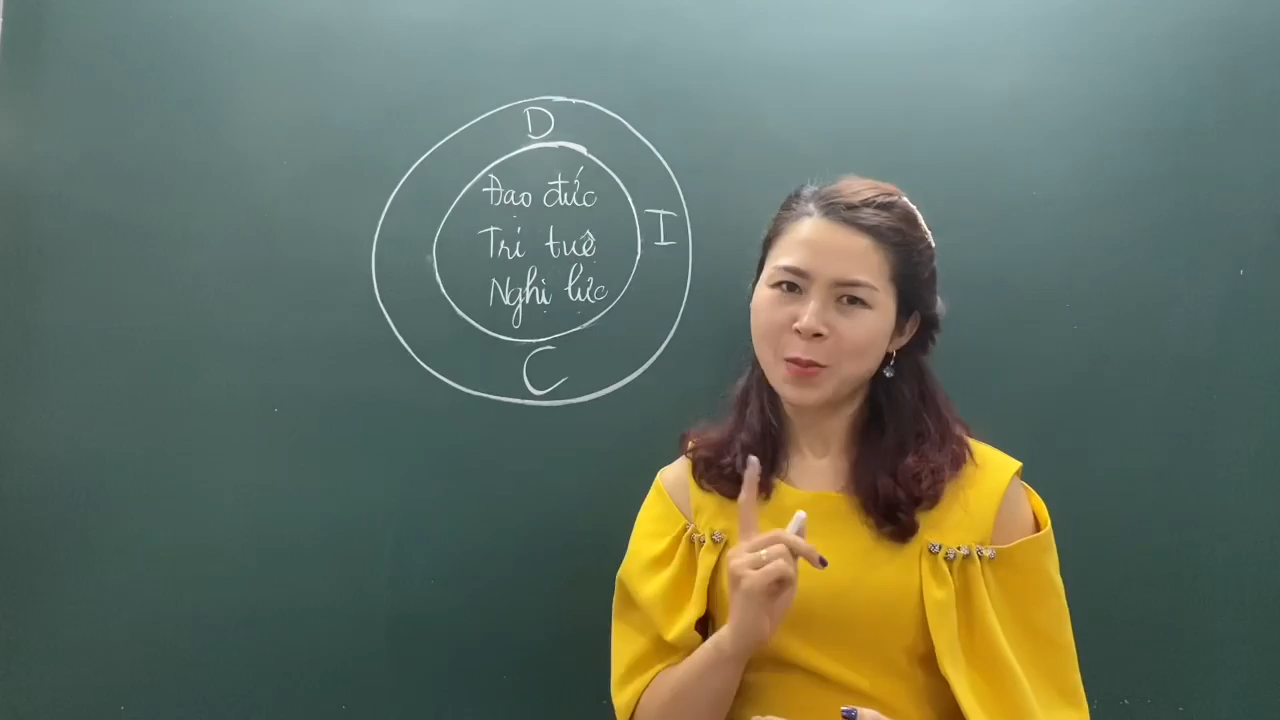 D
Đạo đức
I
Trí tuệ
Nghị lực
C